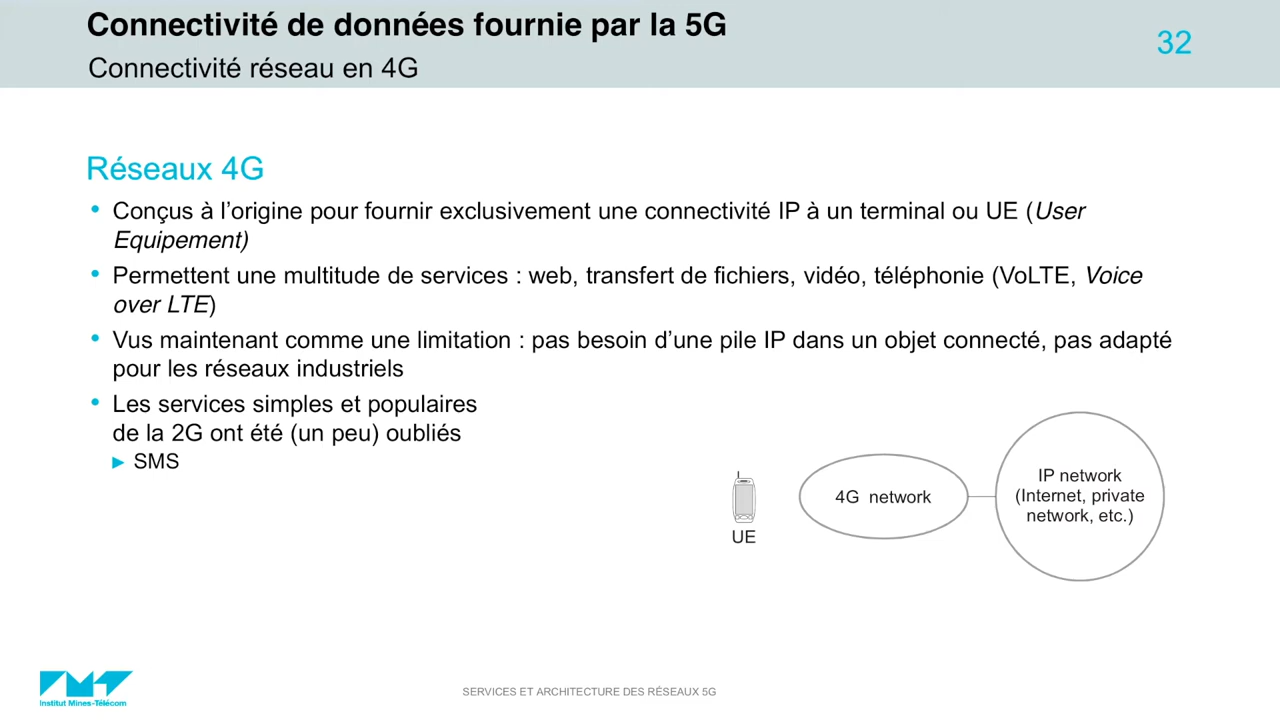 Connectivité de données fournie par la 5G
32
Connectivité réseau en 4G
Réseaux 4G
• Conçus à l'origine pour fournir exclusivement une connectivité IP à un terminal ou UE (User
Equipement)
• Permettent une multitude de services : web, transfert de fichiers, vidéo, téléphonie (VoLTE, Voice
over LTE)
• Vus maintenant comme une limitation : pas besoin d'une pile IP dans un objet connecté, pas adapté
pour les réseaux industriels
• Les services simples et populaires
de la 2G ont été (un peu) oubliés
► SMS
UE
4G network
IP network
(Internet, private
network, etc.)
IMT
Institut Mines-Télécom
SERVICES ET ARCHITECTURE DES RÉSEAUX 5G